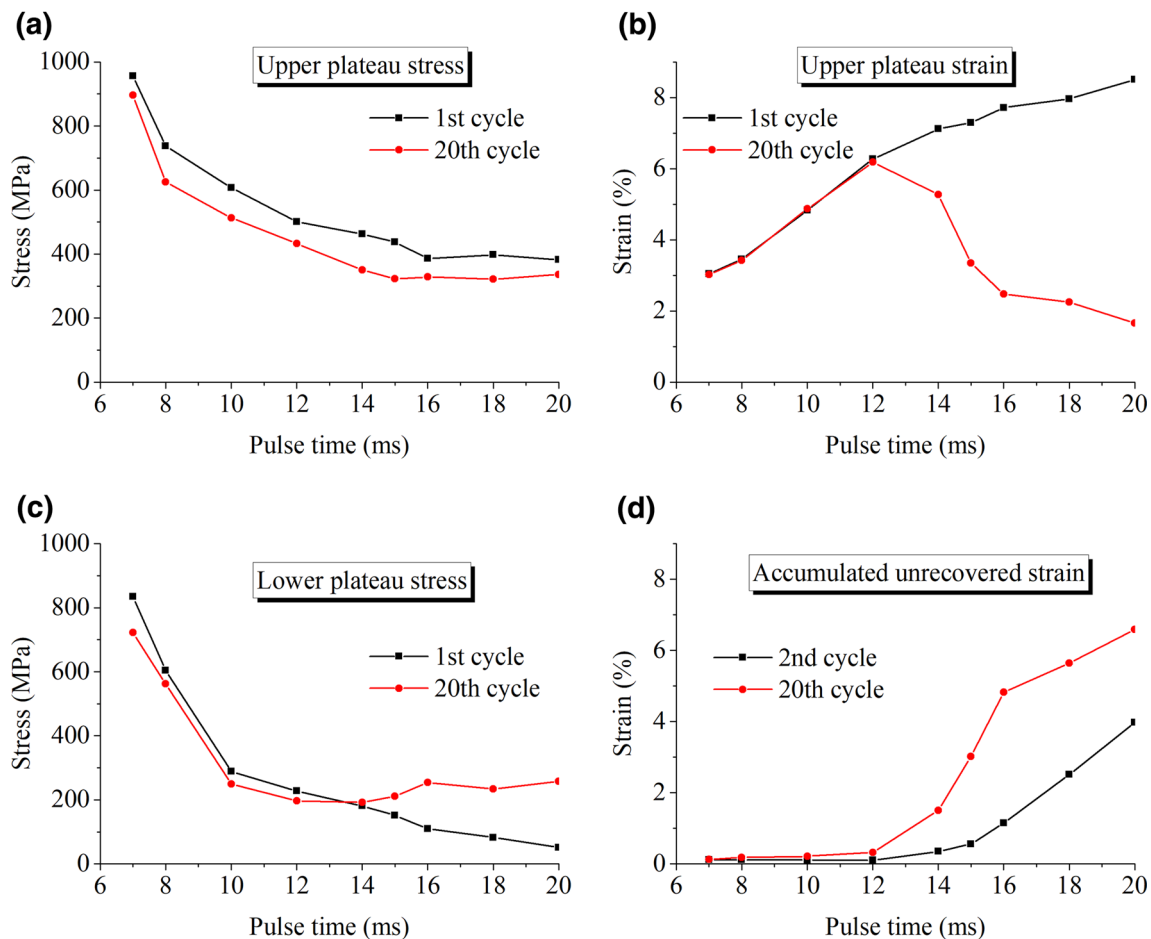 (a)
Upper plateau stress
1st cycle
20th cycle
Stress (MPa)
1000
800
600
400
200
0
6 8 10 12 14 16 18 20
Pulse time (ms)
(b)
Upper plateau strain
1st cycle
20th cycle
Strain (%)
8
6
4
2
0
6 8 10 12 14 16 18 20
Pulse time (ms)
(c)
Lower plateau stress
1st cycle
20th cycle
Stress (MPa)
1000
800
600
400
200
0
6 8 10 12 14 16 18 20
Pulse time (ms)
(d)
Accumulated unrecovered strain
2nd cycle
20th cycle
Strain (%)
8
6
4
2
0
6 8 10 12 14 16 18 20
Pulse time (ms)